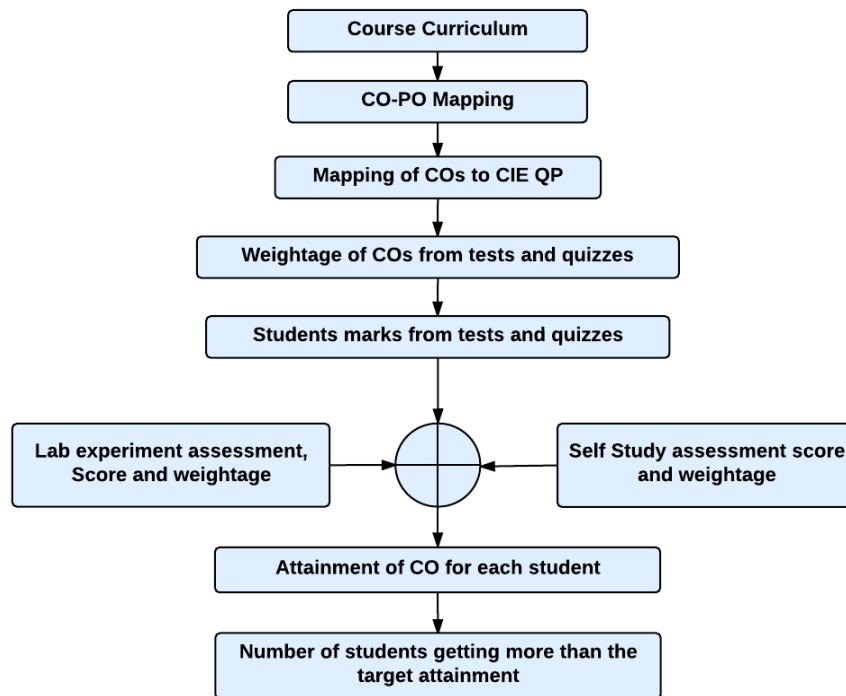 Course Curriculum
CO-PO Mapping
Mapping of COs to CIE QP
Weightage of COs from tests and quizzes
Students marks from tests and quizzes
Lab experiment assessment,
Score and weightage
Self Study assessment score
and weightage
Attainment of CO for each student
Number of students getting more than the
target attainment